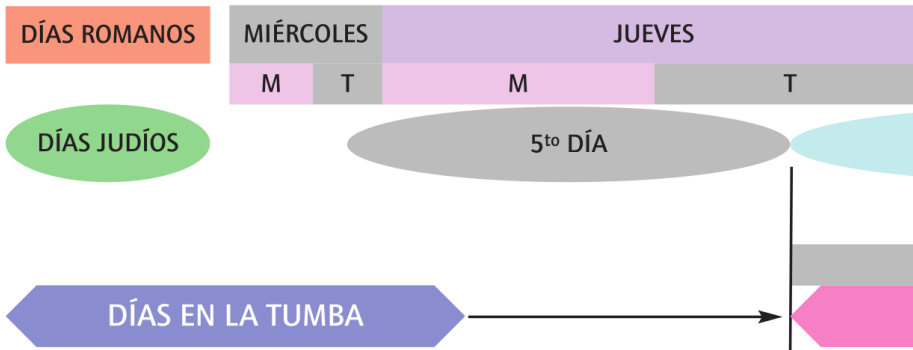 DÍAS ROMANOS
MIÉRCOLES
JUEVES
M
T
M
T
DÍAS JUDÍOS
5to DÍA
DÍAS EN LA TUMBA